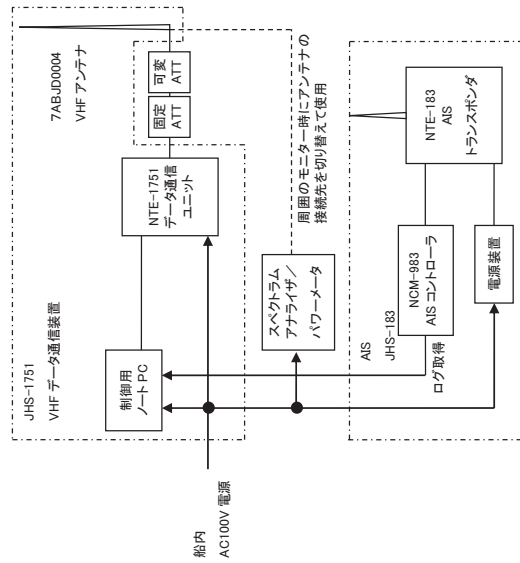 7ABJD0004
VHF アンテナ
可変
ATT
固定
ATT
NTE-1751
データ通信
ユニット
JHS-1751
VHF データ通信装置
制御用
ノートPC
船内
AC100V 電源
スペクトラム
アナライザ/
パワーメータ
周囲のモニター時にアンテナの
接続先を切り替えて使用
NTE-183
AIS
トランスポンダ
NCM-983
AIS コントローラ
電源装置
AIS
JHS-183
ログ取得